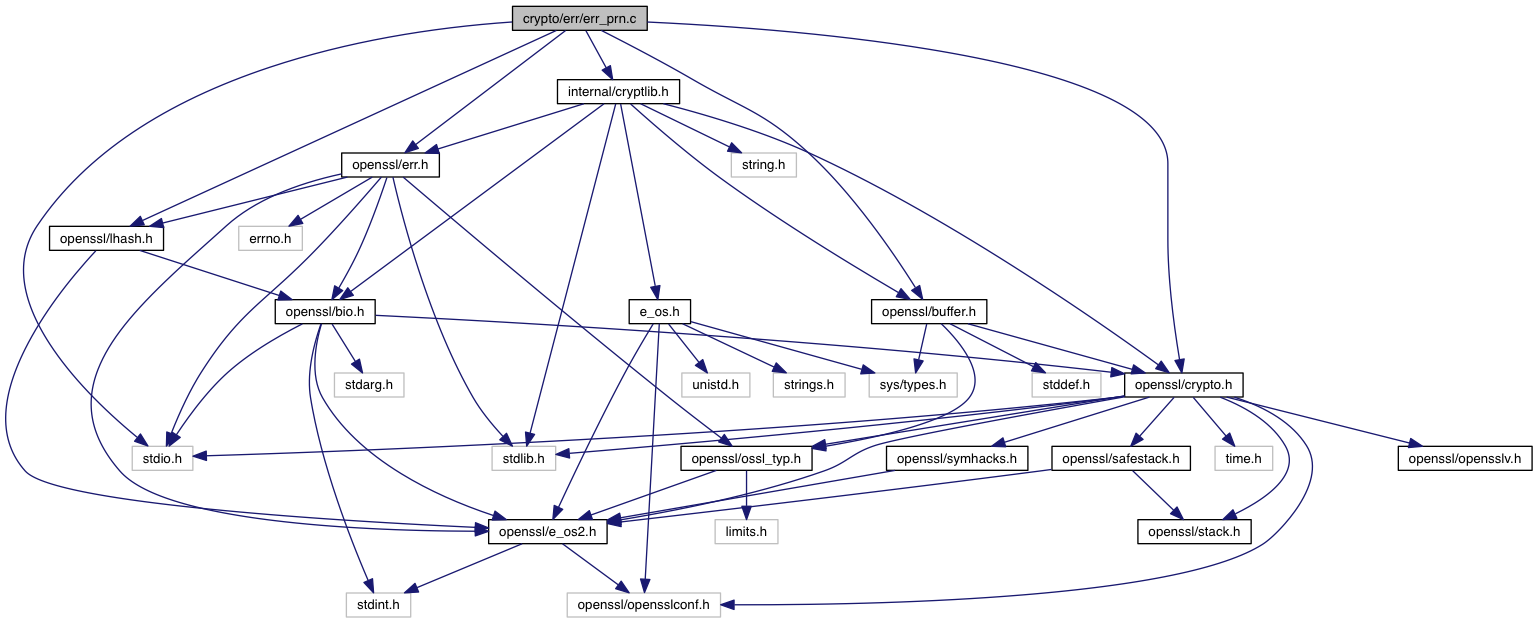 crypto/err/err_prn.c
internal/cryptlib.h
openssl/err.h
string.h
openssl/lhash.h
errno.h
openssl/bio.h
e_os.h
openssl/buffer.h
stdarg.h
unistd.h
strings.h
sys/types.h
stddef.h
openssl/crypto.h
stdio.h
stdlib.h
openssl/ossl_typ.h
openssl/symhacks.h
openssl/safestack.h
time.h
openssl/opensslv.h
openssl/e_os2.h
limits.h
openssl/stack.h
stdint.h
openssl/opensslconf.h